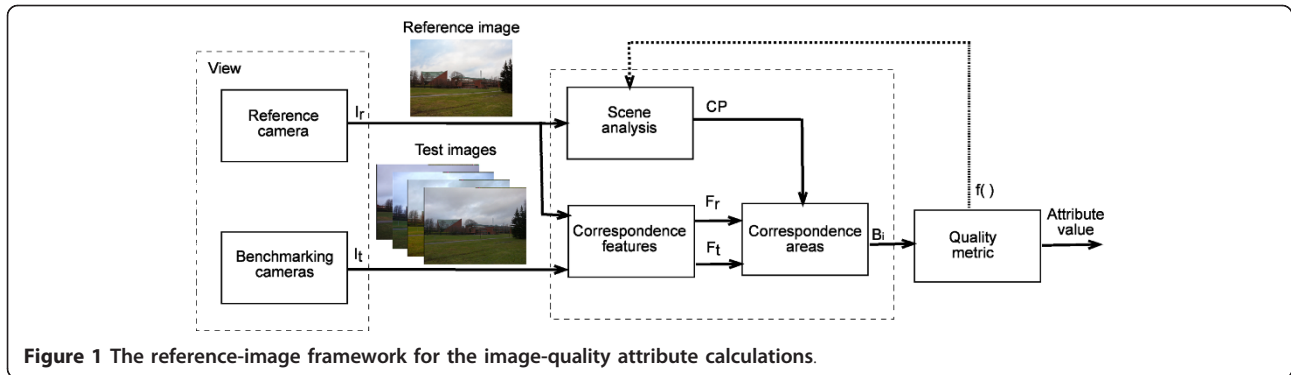 Reference image
View
Reference
camera
Ir
Scene
analysis
CP
Test images
f( )
Benchmarking
cameras
It
Correspondence
features
Fr
Ft
Correspondence
areas
Bi
Quality
metric
Attribute
value
Figure 1 The reference-image framework for the image-quality attribute calculations.